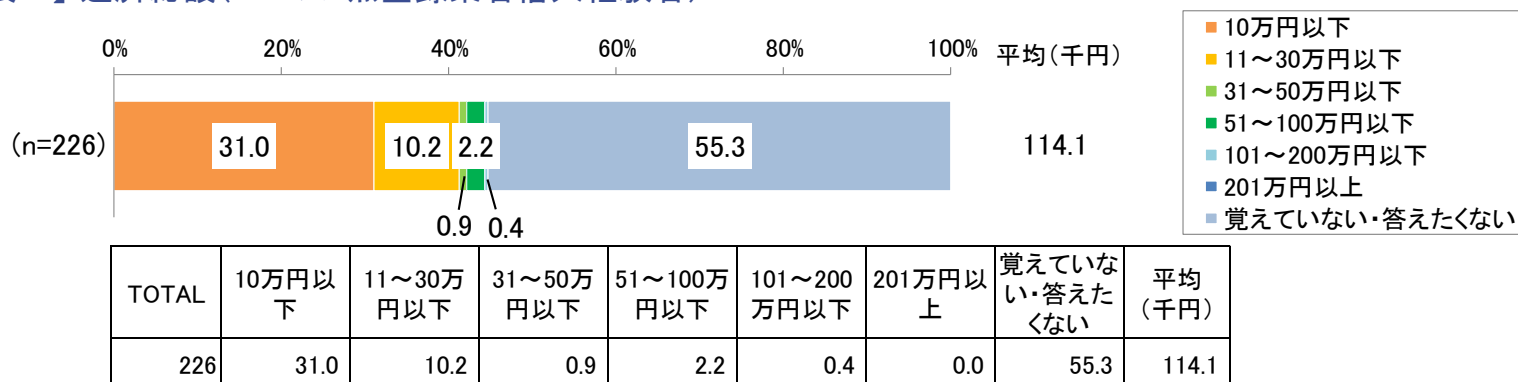 0% 20% 40% 60% 80% 100% 平均(千円)
(n=226) 31.0 10.2 2.2 55.3 114.1
0.9 0.4
10万円以下
11～30万円以下
31～50万円以下
51～100万円以下
101～200万円以下
201万円以上
覚えていない・答えたくない
TOTAL 10万円以下 11～30万円以下 31～50万円以下 51～100万円以下 101～200万円以下 201万円以上 覚えていない・答えたくない 平均(千円)
226 31.0 10.2 0.9 2.2 0.4 0.0 55.3 114.1